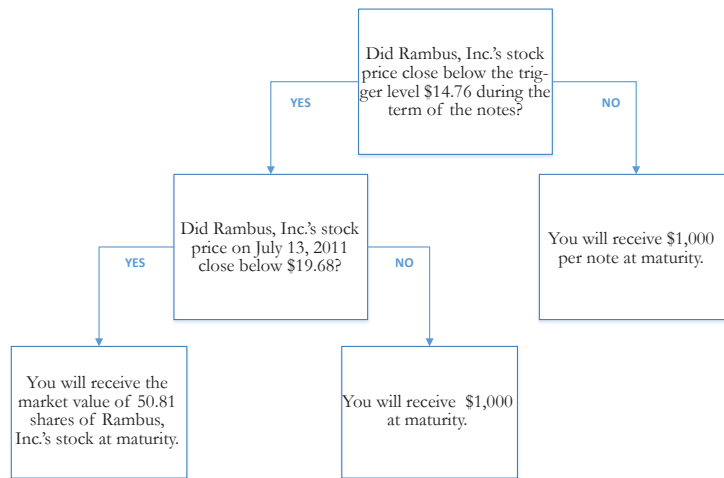 Did Rambus, Inc.'s stock
price close below the trig-
ger level $14.76 during the
term of the notes?
YES
NO
Did Rambus, Inc.'s stock
price on July 13, 2011
close below $19.68?
You will receive $1,000
per note at maturity.
YES
NO
You will receive the
market value of 50.81
shares of Rambus,
Inc.'s stock at maturity.
You will receive $1,000
at maturity.